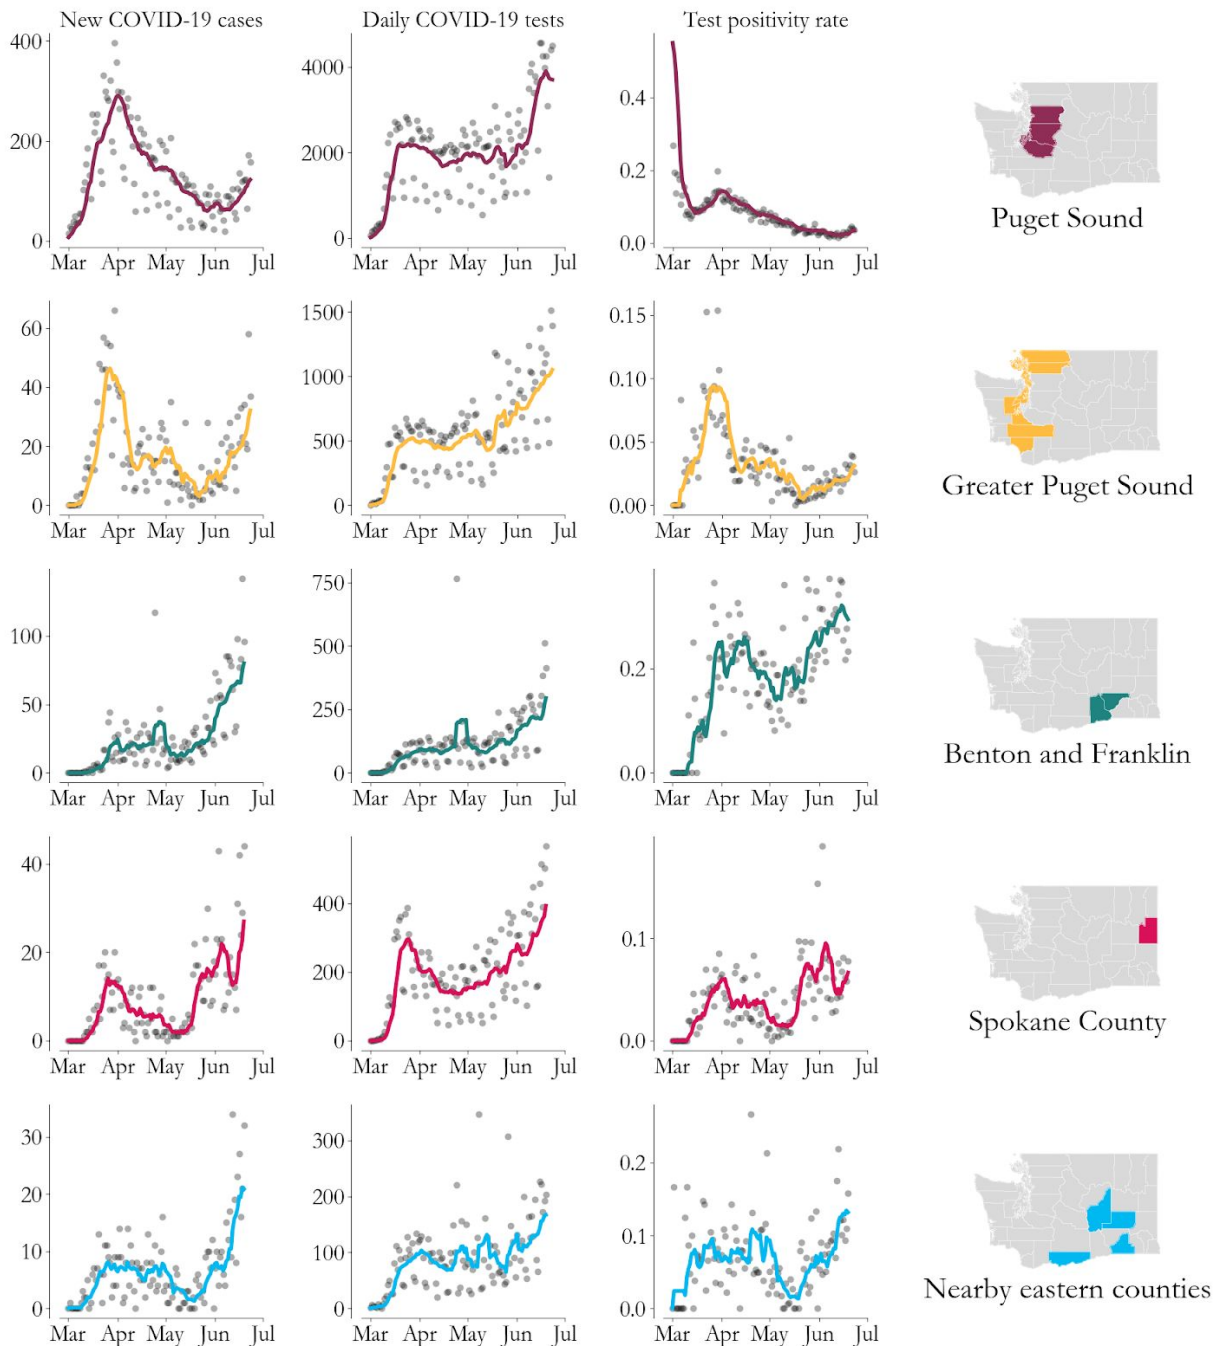 New COVID-19 cases
Daily COVID-19 tests
Test positivity rate
400
200
0
Mar Apr May Jun Jul
4000
2000
0
Mar Apr May Jun Jul
0.4
0.2
0.0
Mar Apr May Jun Jul
Puget Sound
60
40
20
0
Mar Apr May Jun Jul
1500
1000
500
0
Mar Apr May Jun Jul
0.15
0.10
0.05
0.00
Mar Apr May Jun Jul
Greater Puget Sound
100
50
0
Mar Apr May Jun Jul
750
500
250
0
Mar Apr May Jun Jul
0.2
0.0
Mar Apr May Jun Jul
Benton and Franklin
40
20
0
Mar Apr May Jun Jul
400
200
0
Mar Apr May Jun Jul
0.1
0.0
Mar Apr May Jun Jul
Spokane County
30
20
10
0
Mar Apr May Jun Jul
300
200
100
0
Mar Apr May Jun Jul
0.2
0.1
0.0
Mar Apr May Jun Jul
Nearby eastern counties